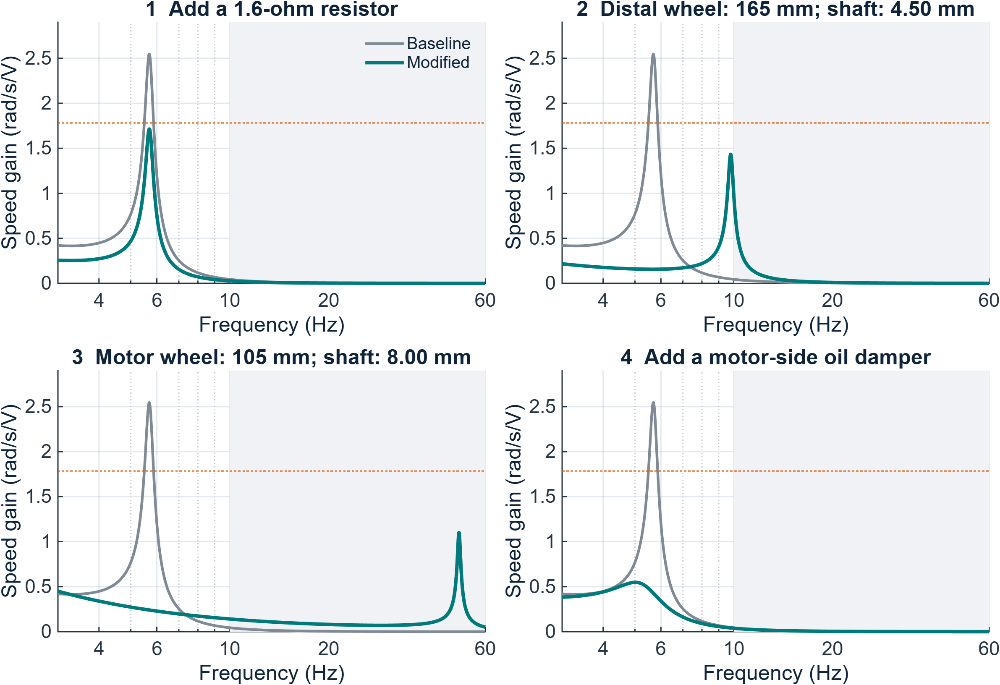 1 Add a 1.6-ohm resistor
Baseline
Modified
Speed gain (rad/s/V)
2.5
2
1.5
1
0.5
0
4 6 10 20 60
Frequency (Hz)
2 Distal wheel: 165 mm; shaft: 4.50 mm
Speed gain (rad/s/V)
2.5
2
1.5
1
0.5
0
4 6 10 20 60
Frequency (Hz)
3 Motor wheel: 105 mm; shaft: 8.00 mm
Speed gain (rad/s/V)
2.5
2
1.5
1
0.5
0
4 6 10 20 60
Frequency (Hz)
4 Add a motor-side oil damper
Speed gain (rad/s/V)
2.5
2
1.5
1
0.5
0
4 6 10 20 60
Frequency (Hz)